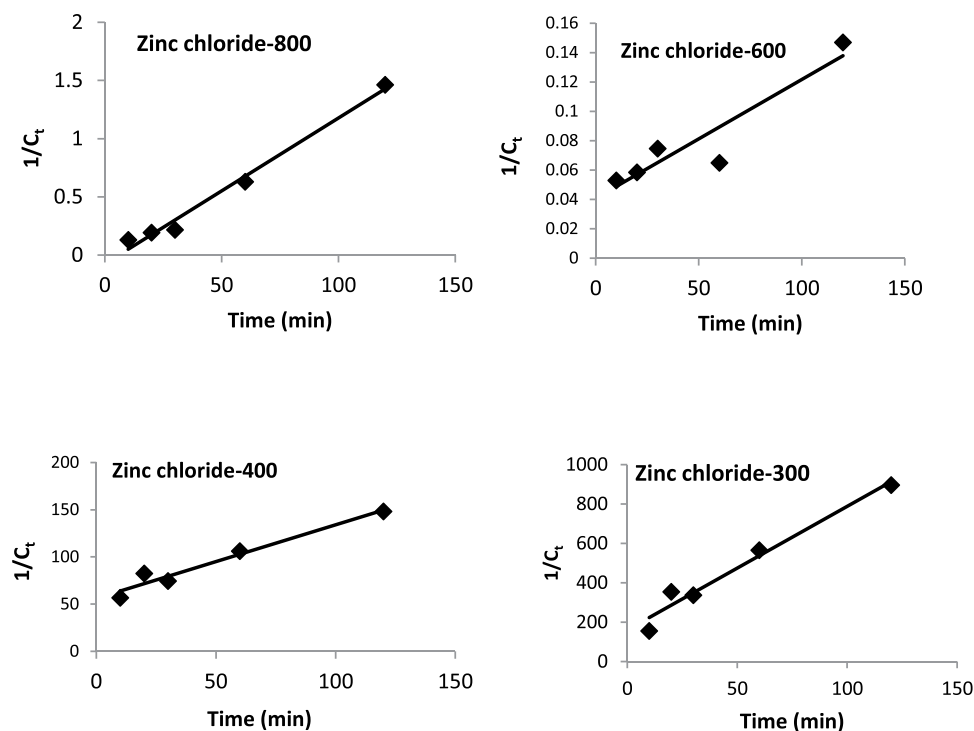 Zinc chloride-800
2
1.5
1
0.5
0
0 50 100 150
1/Ct
Time (min)
Zinc chloride-600
0.16
0.14
0.12
0.1
0.08
0.06
0.04
0.02
0
0 50 100 150
1/Ct
Time (min)
Zinc chloride-400
200
150
100
50
0
0 50 100 150
1/Ct
Time (min)
Zinc chloride-300
1000
800
600
400
200
0
0 50 100 150
1/Ct
Time (min)